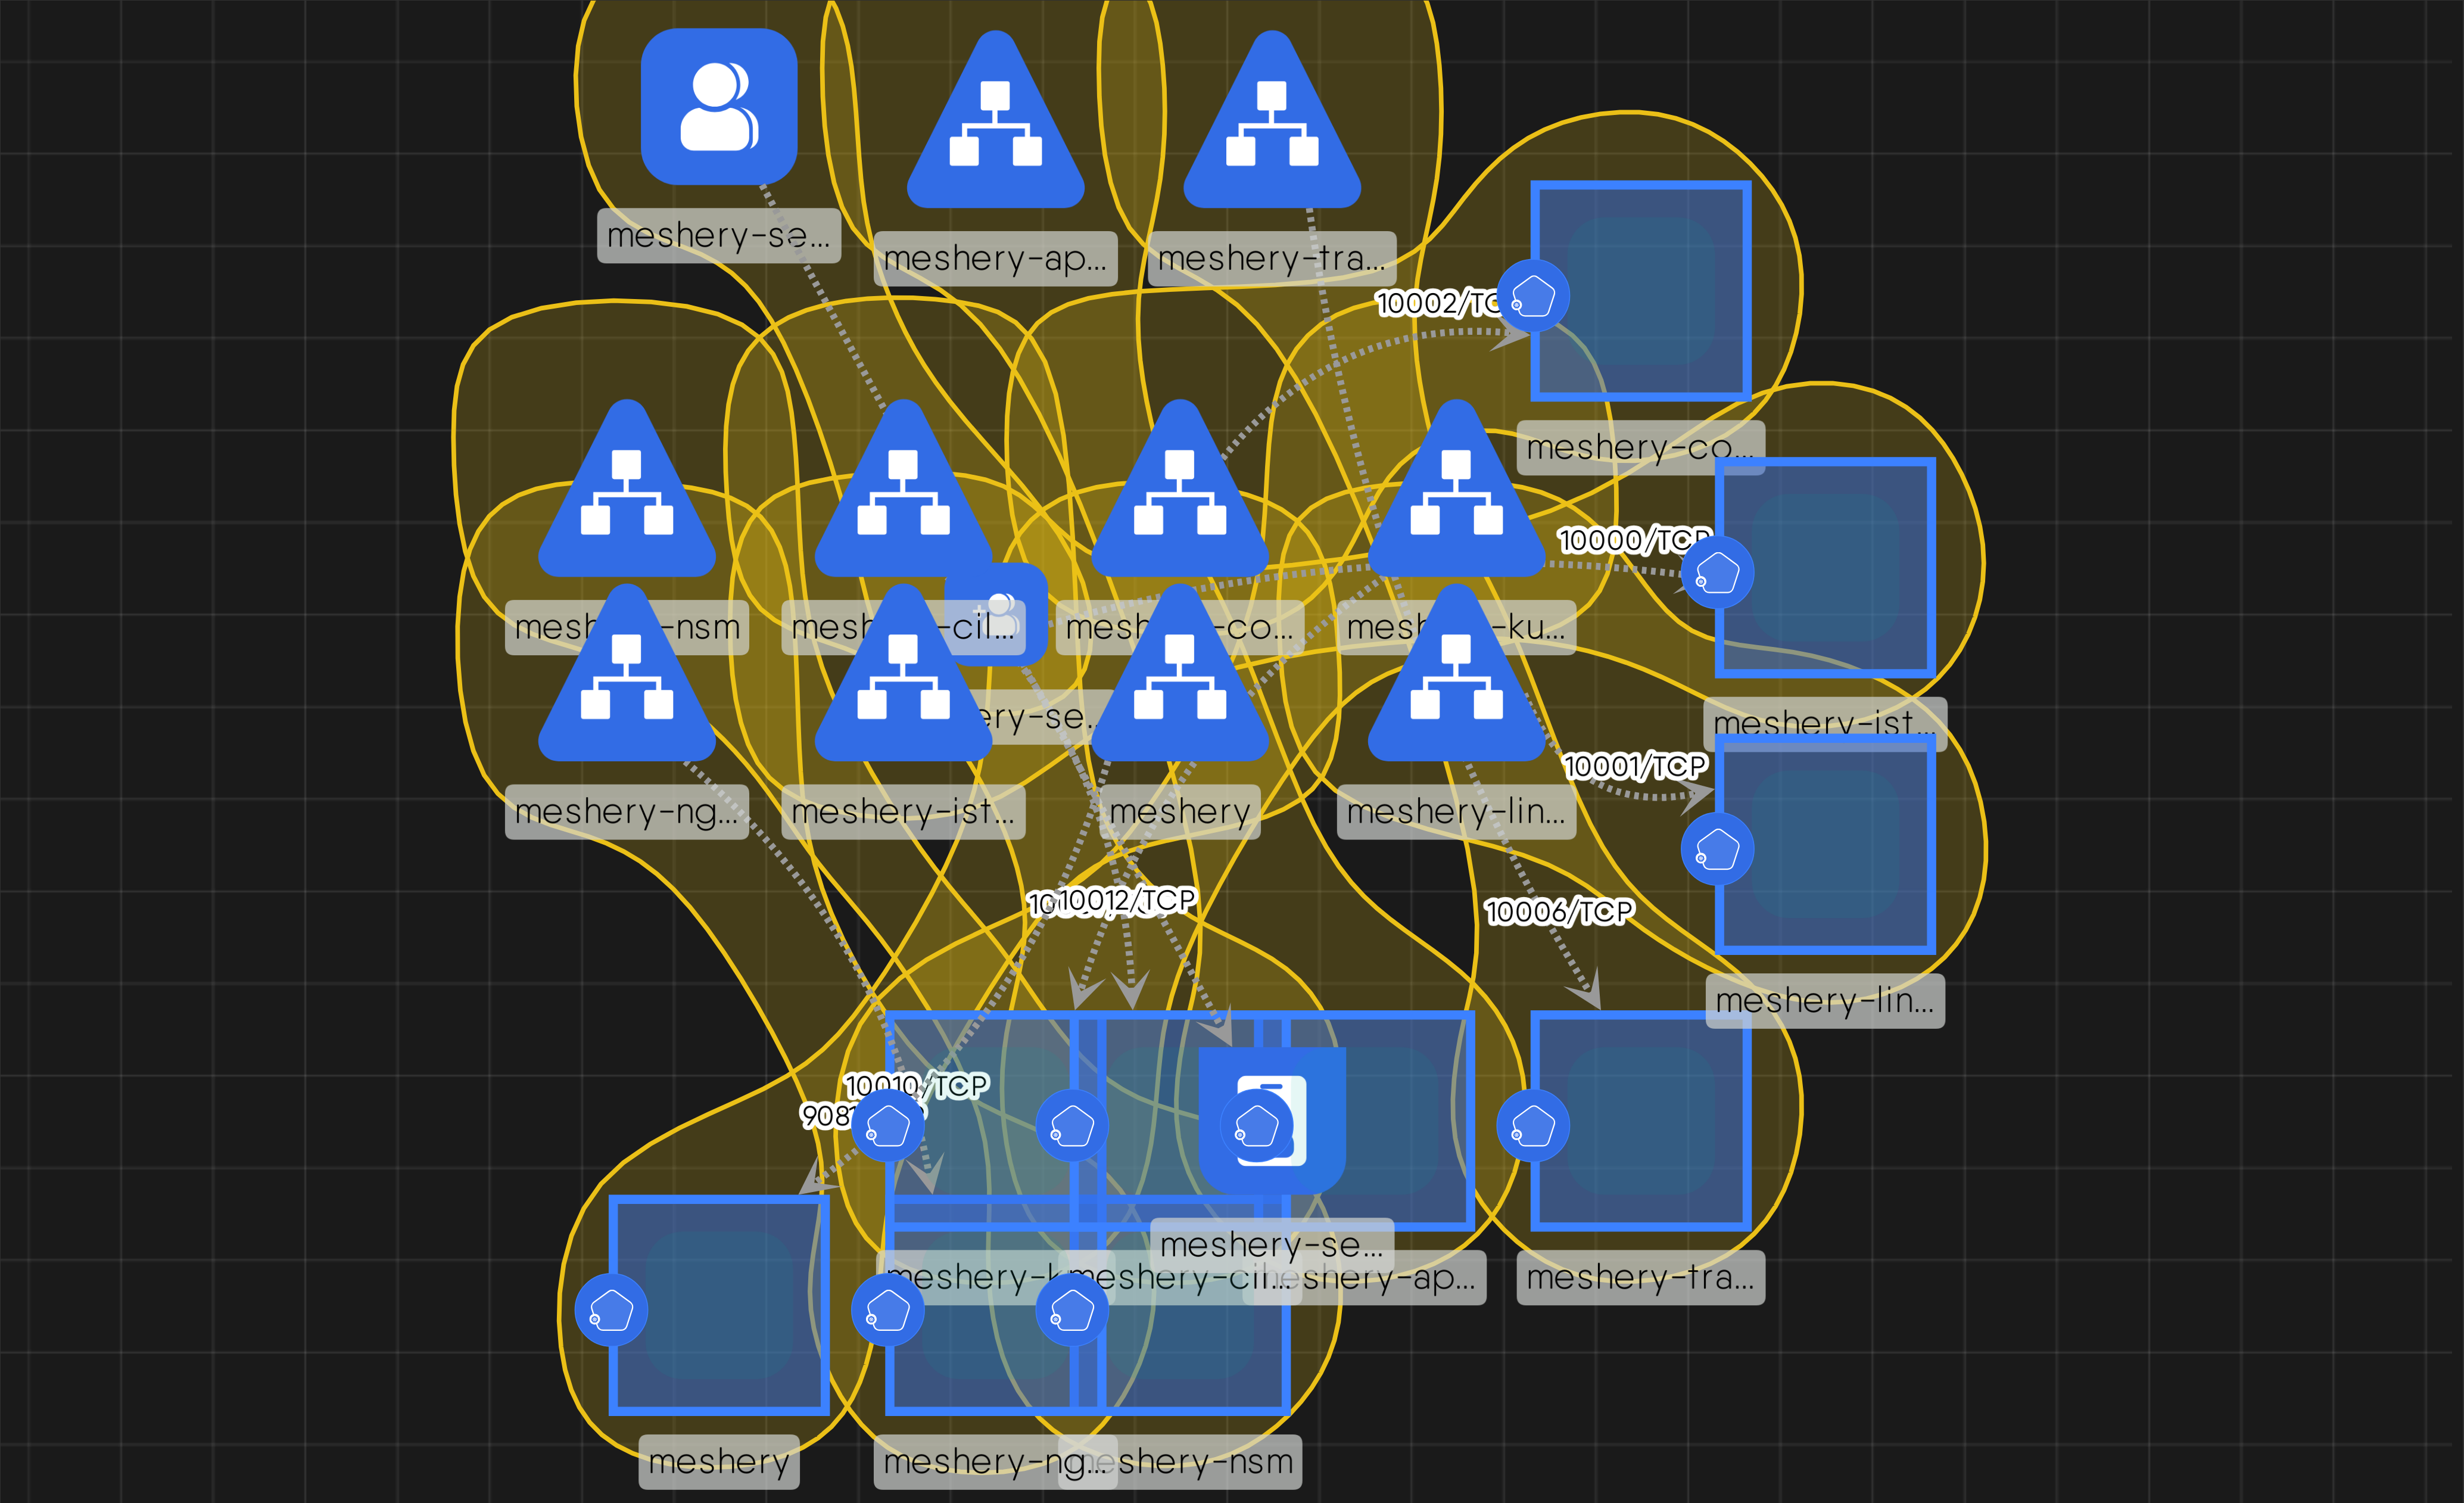 meshery-se...
meshery-ap...
meshery-tra...
10002/TC
meshery-co...
10000/TCP
mesh -nsm
mesh -cil...
mesh -co...
mesh -ku...
ery-se...
meshery-ist...
10001/TCP
meshery-ng...
meshery-ist...
meshery
meshery-lin...
10012/TCP
10006/TCP
meshery-lin...
10010/TCP
908
meshery-se...
meshery-k
meshery-cil...
eshery-ap...
meshery-tra...
meshery
meshery-ng...
eshery-nsm